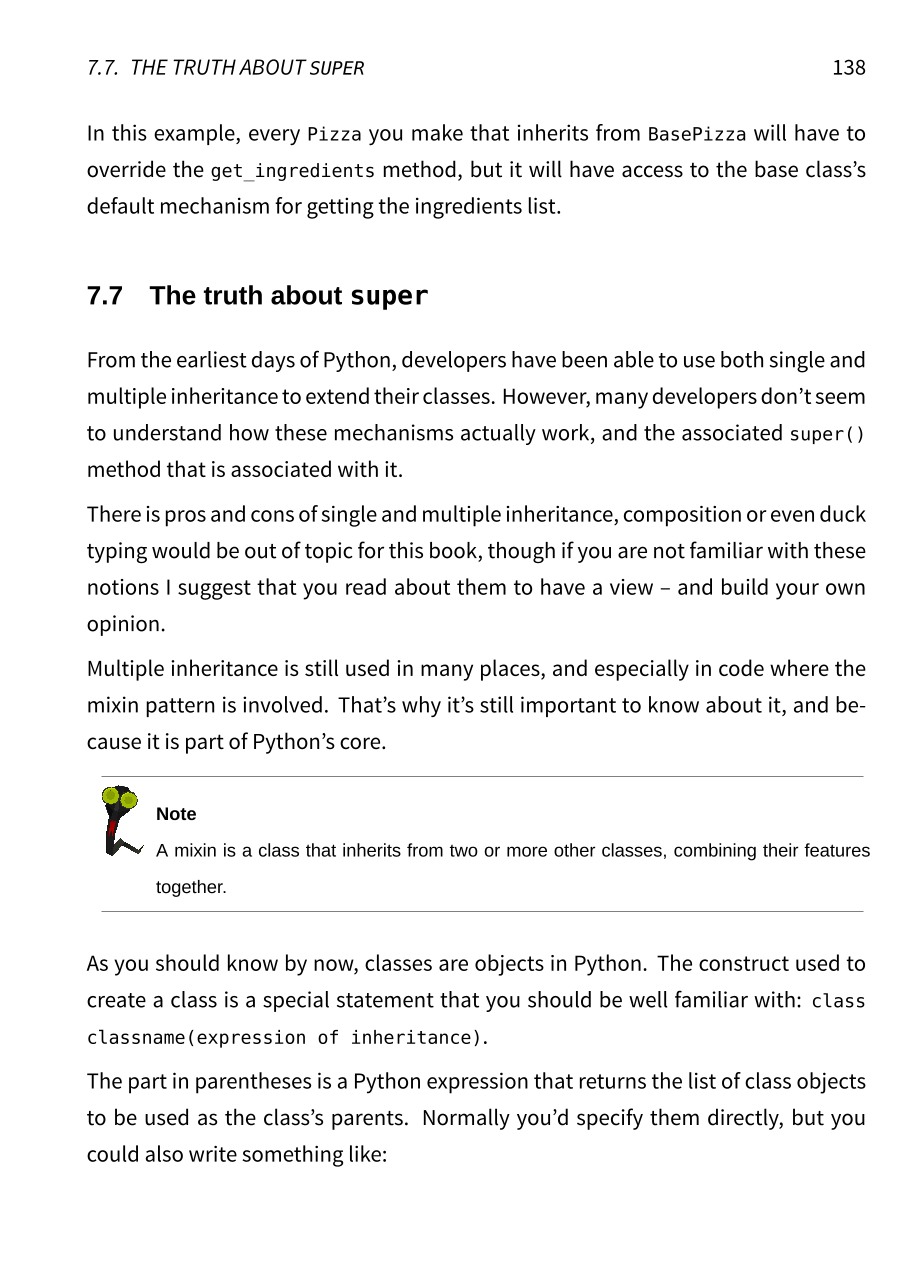 7.7. THE TRUTH ABOUT SUPER 138
In this example, every Pizza you make that inherits from BasePizza will have to
override the get_ingredients method, but it will have access to the base class’s
default mechanism for getting the ingredients list.
7.7 The truth about super
From the earliest days of Python, developers have been able to use both single and
multiple inheritance to extend their classes. However, many developers don’t seem
to understand how these mechanisms actually work, and the associated super()
method that is associated with it.
There is pros and cons of single and multiple inheritance, composition or even duck
typing would be out of topic for this book, though if you are not familiar with these
notions I suggest that you read about them to have a view – and build your own
opinion.
Multiple inheritance is still used in many places, and especially in code where the
mixin pattern is involved. That’s why it’s still important to know about it, and be-
cause it is part of Python’s core.
Note
A mixin is a class that inherits from two or more other classes, combining their features
together.
As you should know by now, classes are objects in Python. The construct used to
create a class is a special statement that you should be well familiar with: class
classname(expression of inheritance).
The part in parentheses is a Python expression that returns the list of class objects
to be used as the class’s parents. Normally you’d specify them directly, but you
could also write something like: